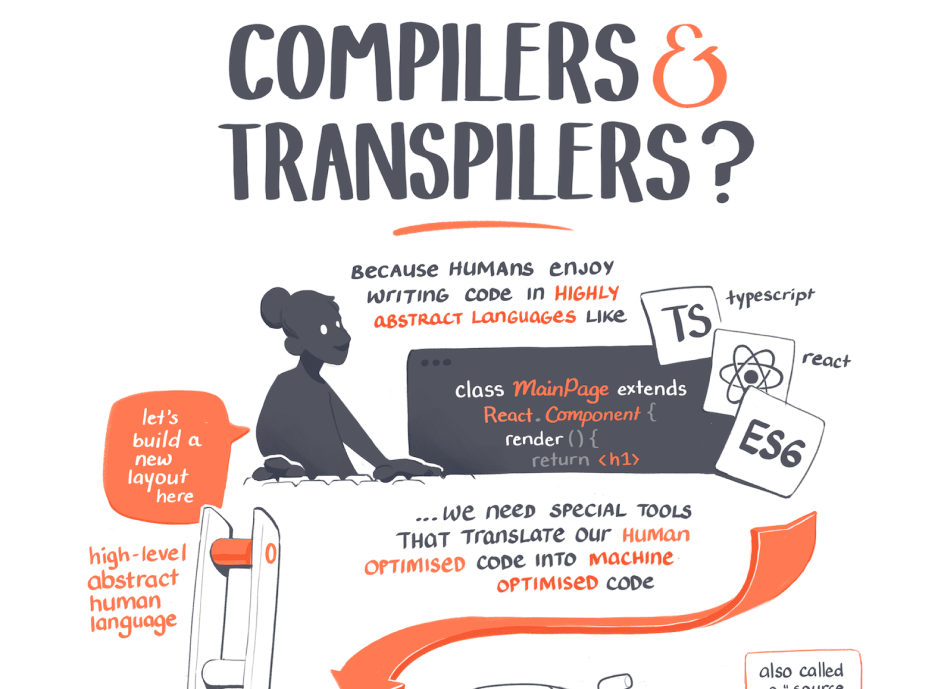 COMPILERS &
TRANSPILERS?
BECAUSE HUMANS ENJOY
WRITING CODE IN HIGHLY
ABSTRACT LANGUAGES LIKE
TS
typescript
react
ES6
class MainPage extends
React.Component {
render () {
return <h1>
let's
build a
new
layout
here
...WE NEED SPECIAL TOOLS
THAT TRANSLATE OUR HUMAN
OPTIMISED CODE INTO MACHINE
OPTIMISED CODE
high-level
abstract
human
language
also called
a "source